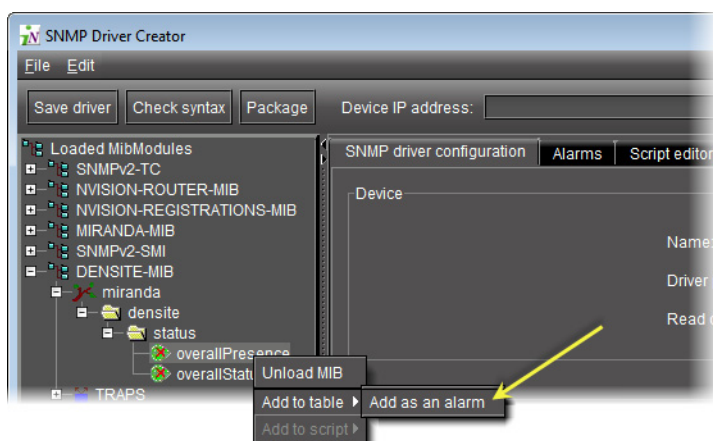 SNMP Driver Creator
File Edit
Save driver Check syntax Package Device IP address:
Loaded MibModules
SNMPv2-TC
NVISION-ROUTER-MIB
NVISION-REGISTRATIONS-MIB
MIRANDA-MIB
SNMPv2-SMI
DENSITE-MIB
miranda
densite
status
overallPresence
overallStatu
TRAPS
SNMP driver configuration Alarms Script editor
Device
Name:
Driver
Read
Unload MIB
Add to table Add as an alarm
Add to script